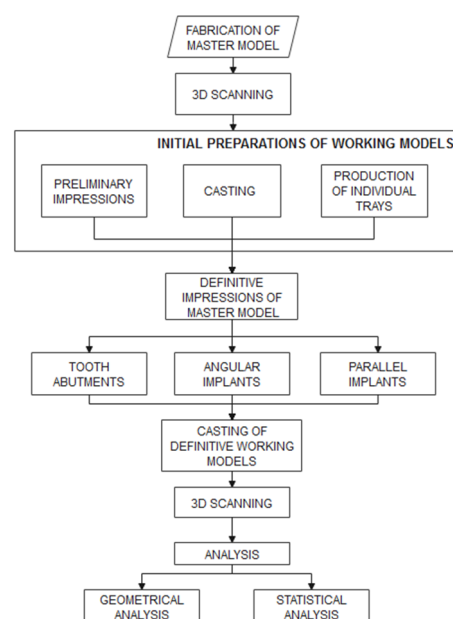 FABRICATION OF
MASTER MODEL
3D SCANNING
INITIAL PREPARATIONS OF WORKING MODELS
PRELIMINARY
IMPRESSIONS
CASTING
PRODUCTION
OF INDIVIDUAL
TRAYS
DEFINITIVE
IMPRESSIONS OF
MASTER MODEL
TOOTH
ABUTMENTS
ANGULAR
IMPLANTS
PARALLEL
IMPLANTS
CASTING OF
DEFINITIVE WORKING
MODELS
3D SCANNING
ANALYSIS
GEOMETRICAL
ANALYSIS
STATISTICAL
ANALYSIS